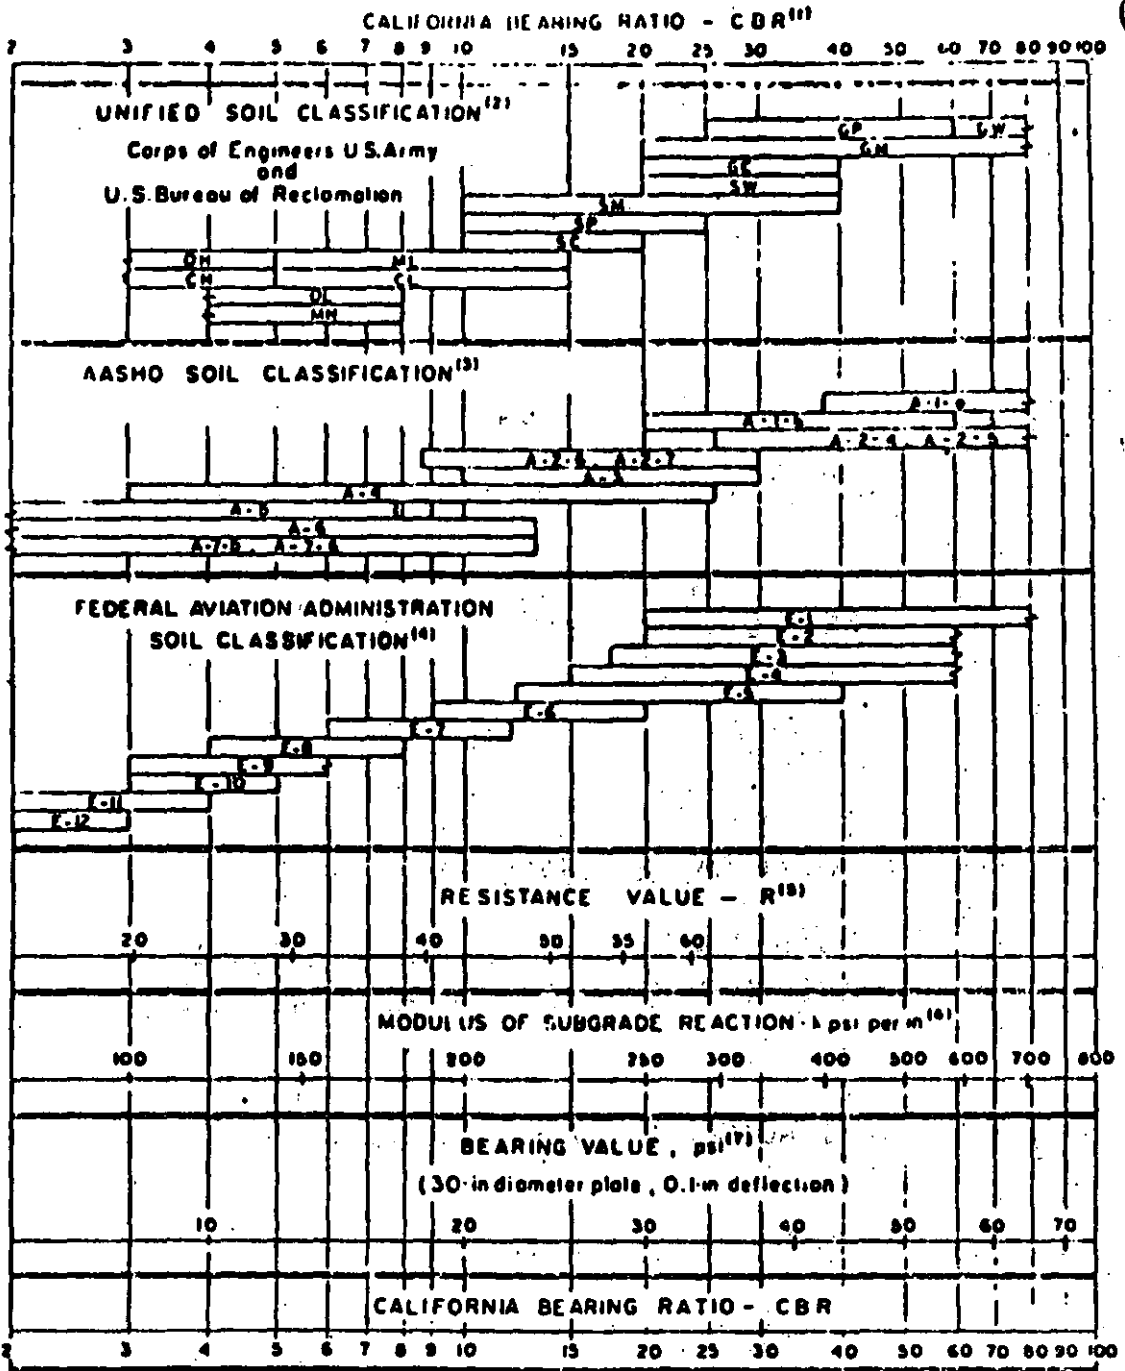 CALIFORNIA BEARING RATIO - CBR(1)
2 3 4 5 6 7 8 9 10 15 20 25 30 40 50 60 70 80 90 100
UNIFIED SOIL CLASSIFICATION(2)
Corps of Engineers U.S.Army
and
U.S.Bureau of Reclamation
GP GW
GM
GC
SW
SM
SP
SC
OH ML
CH CL
OL
MH
AASHO SOIL CLASSIFICATION(3)
A-1-a
A-1-b
A-2-4, A-2-5
A-2-6, A-2-7
A-3
A-4
A-5
A-6
A-7-5, A-7-6
FEDERAL AVIATION ADMINISTRATION
SOIL CLASSIFICATION(4)
E-1
E-2
E-3
E-4
E-5
E-6
E-7
E-8
E-9
E-10
E-11
E-12
RESISTANCE VALUE - R(5)
20 30 40 50 55 60
MODULUS OF SUBGRADE REACTION - k psi per in(6)
100 150 200 250 300 400 500 600 700 800
BEARING VALUE, psi(7)
(30-in diameter plate, 0.1-in deflection)
10 20 30 40 50 60 70
CALIFORNIA BEARING RATIO - CBR
2 3 4 5 6 7 8 9 10 15 20 25 30 40 50 60 70 80 90 100